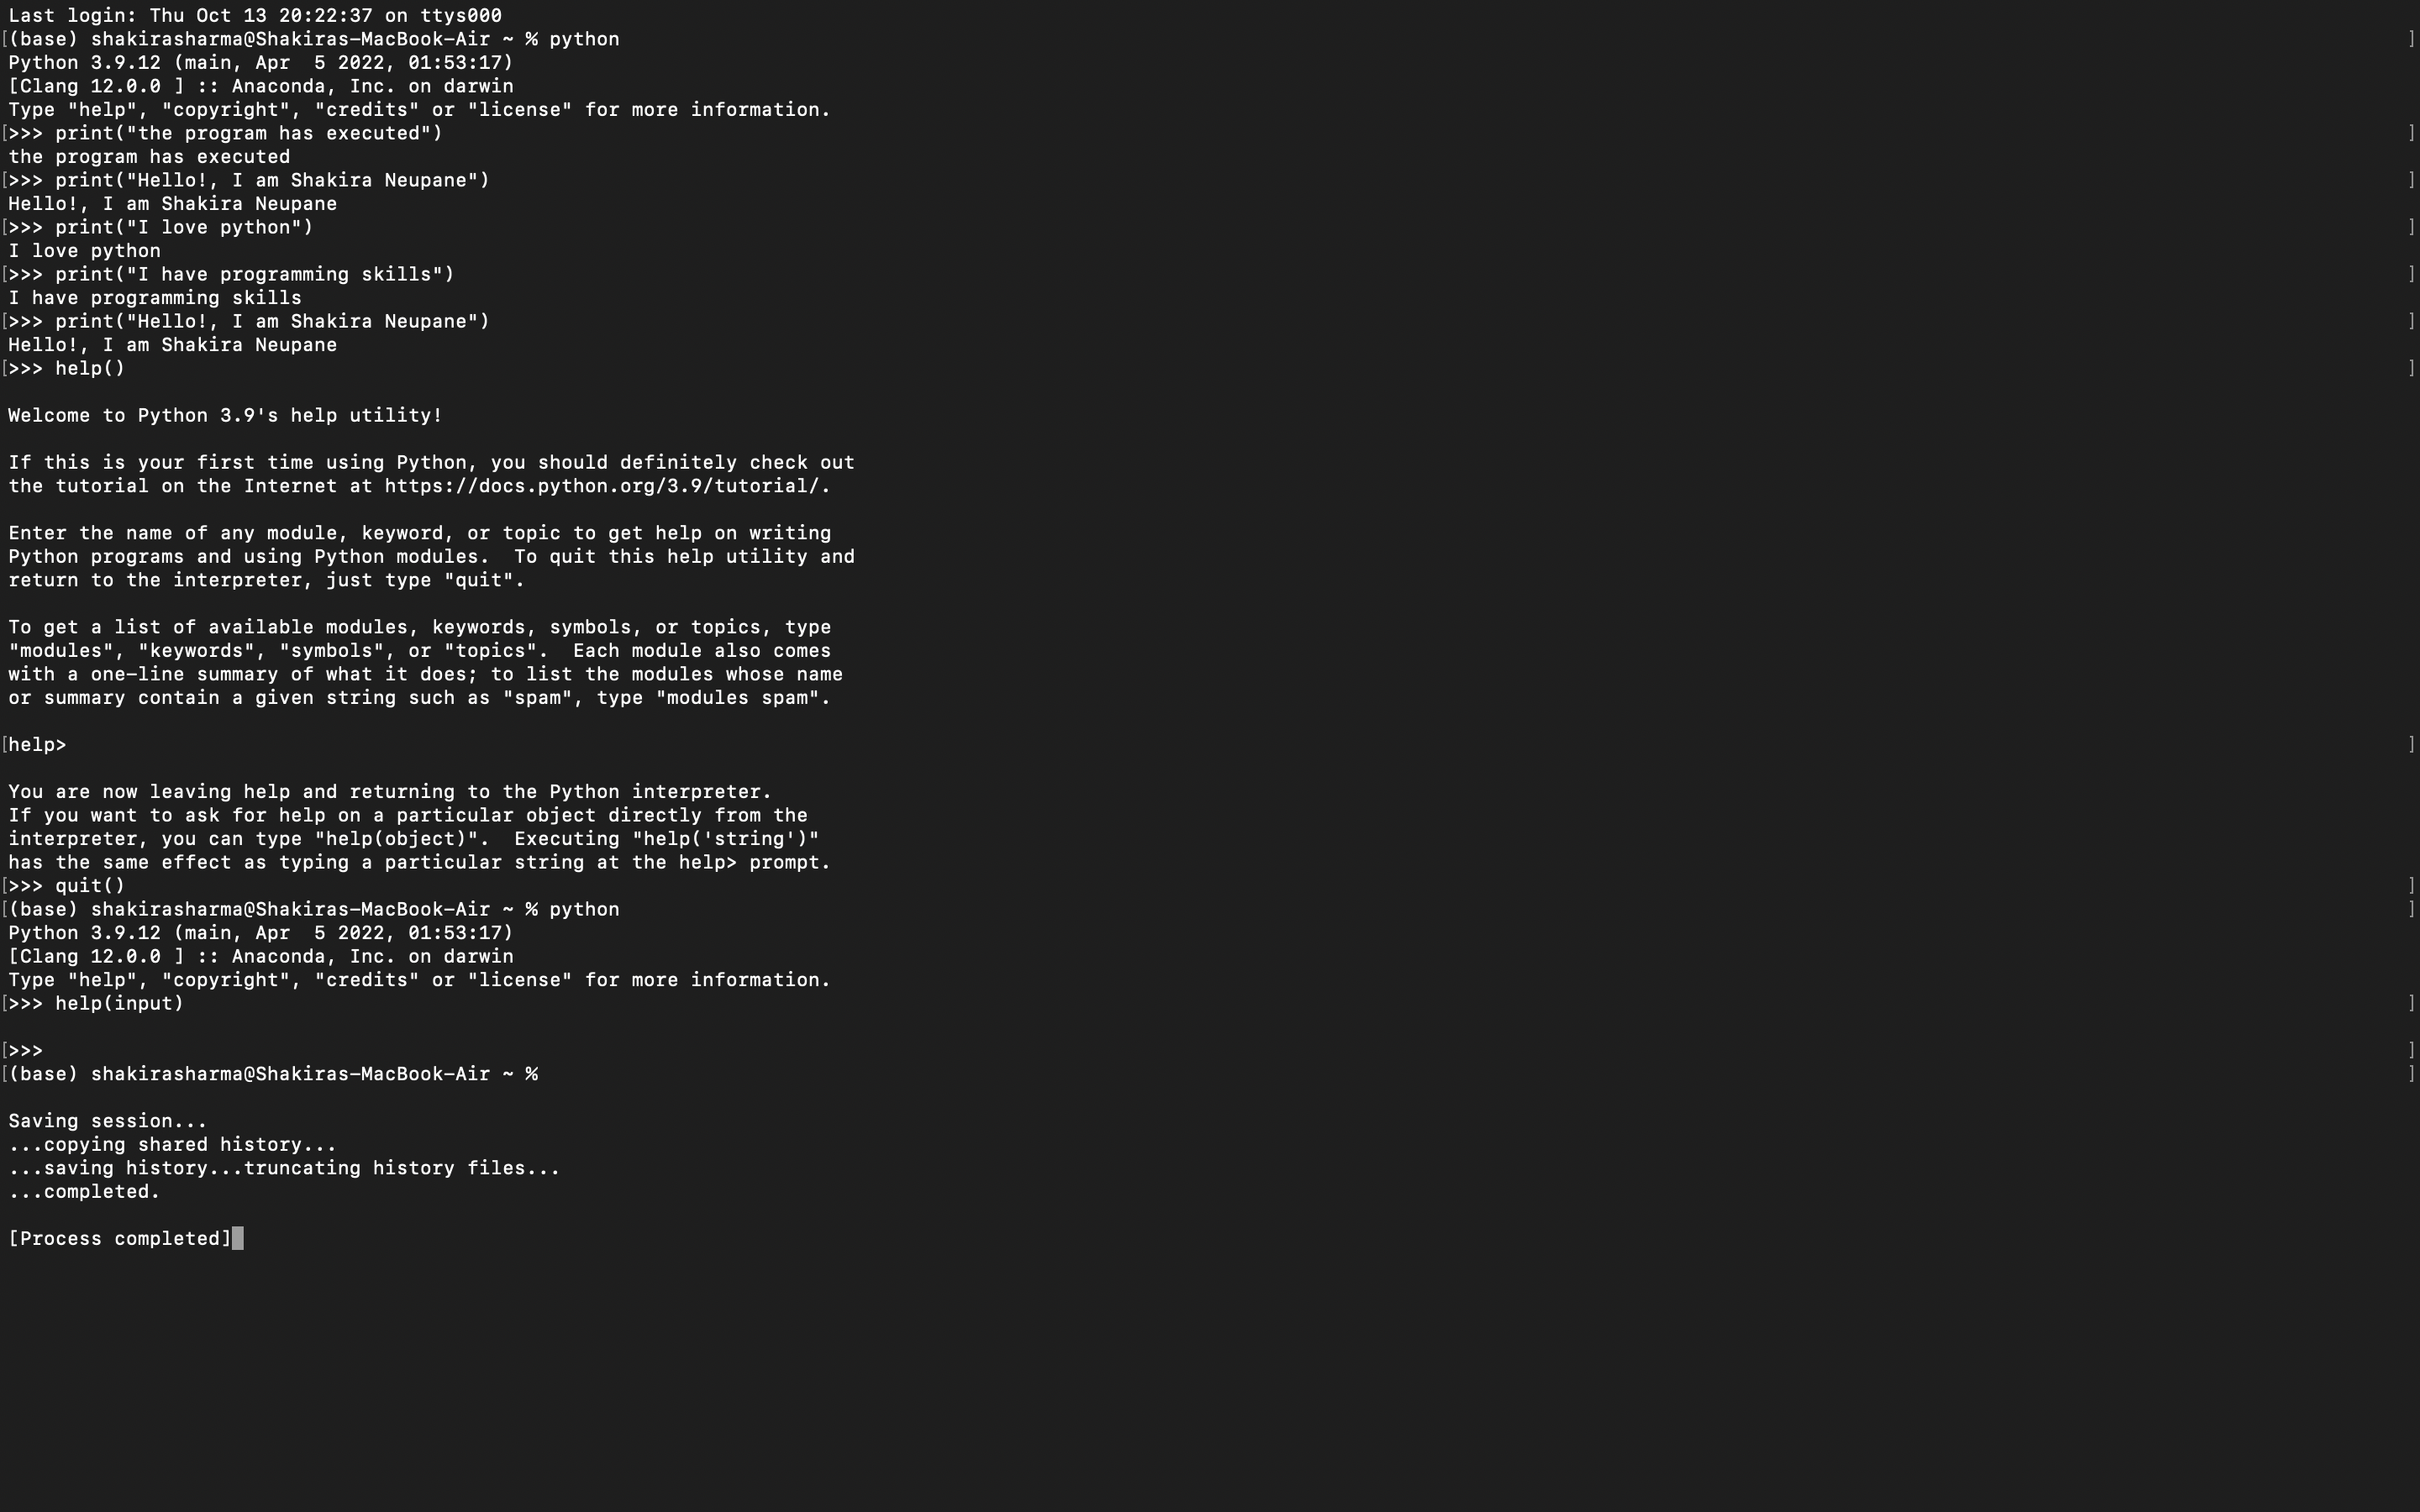 Last login: Thu Oct 13 20:22:37 on ttys000
[(base) shakirasharma@Shakiras-MacBook-Air ~ % python ]
Python 3.9.12 (main, Apr  5 2022, 01:53:17)
[Clang 12.0.0 ] :: Anaconda, Inc. on darwin
Type "help", "copyright", "credits" or "license" for more information.
[>>> print("the program has executed") ]
the program has executed
[>>> print("Hello!, I am Shakira Neupane") ]
Hello!, I am Shakira Neupane
[>>> print("I love python") ]
I love python
[>>> print("I have programming skills") ]
I have programming skills
[>>> print("Hello!, I am Shakira Neupane") ]
Hello!, I am Shakira Neupane
[>>> help() ]
Welcome to Python 3.9's help utility!
If this is your first time using Python, you should definitely check out
the tutorial on the Internet at https://docs.python.org/3.9/tutorial/.
Enter the name of any module, keyword, or topic to get help on writing
Python programs and using Python modules.  To quit this help utility and
return to the interpreter, just type "quit".
To get a list of available modules, keywords, symbols, or topics, type
"modules", "keywords", "symbols", or "topics".  Each module also comes
with a one-line summary of what it does; to list the modules whose name
or summary contain a given string such as "spam", type "modules spam".
[help> ]
You are now leaving help and returning to the Python interpreter.
If you want to ask for help on a particular object directly from the
interpreter, you can type "help(object)".  Executing "help('string')"
has the same effect as typing a particular string at the help> prompt.
[>>> quit() ]
[(base) shakirasharma@Shakiras-MacBook-Air ~ % python ]
Python 3.9.12 (main, Apr  5 2022, 01:53:17)
[Clang 12.0.0 ] :: Anaconda, Inc. on darwin
Type "help", "copyright", "credits" or "license" for more information.
[>>> help(input) ]
[>>> ]
[(base) shakirasharma@Shakiras-MacBook-Air ~ % ]
Saving session...
...copying shared history...
...saving history...truncating history files...
...completed.
[Process completed]